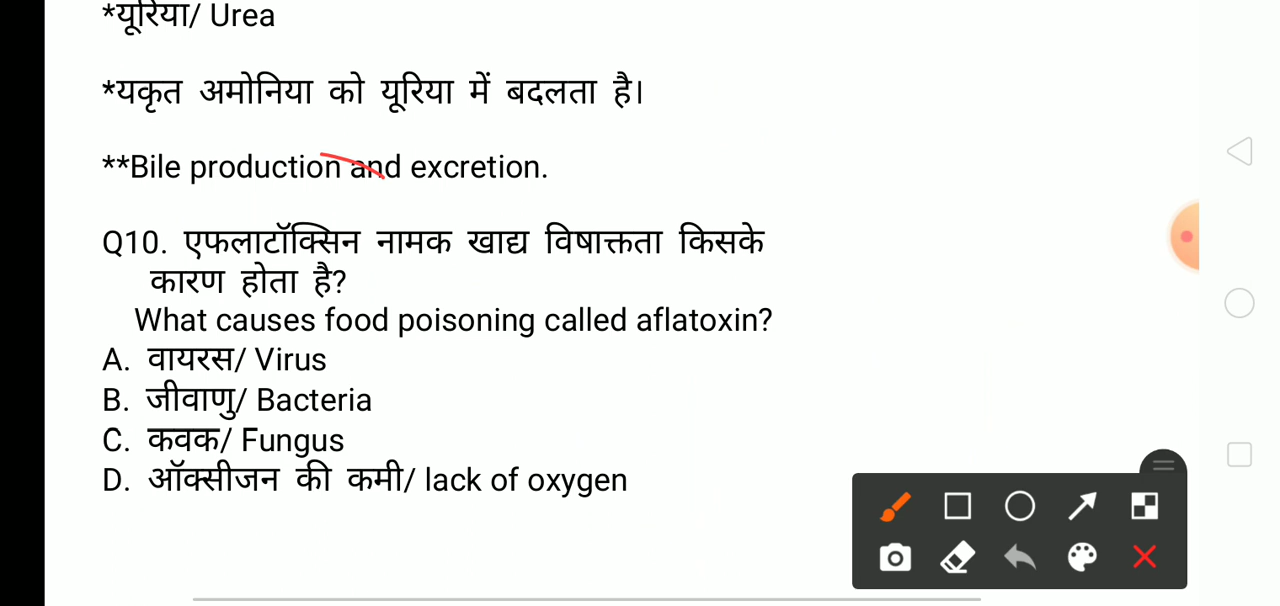 *यूरिया/ Urea
*यकृत अमोनिया को यूरिया में बदलता है।
**Bile production and excretion.
Q10. एफलाटॉक्सिन नामक खाद्य विषाक्तता किसके
कारण होता है?
What causes food poisoning called aflatoxin?
A. वायरस/ Virus
B. जीवाणु/ Bacteria
C. कवक/ Fungus
D. ऑक्सीजन की कमी/ lack of oxygen